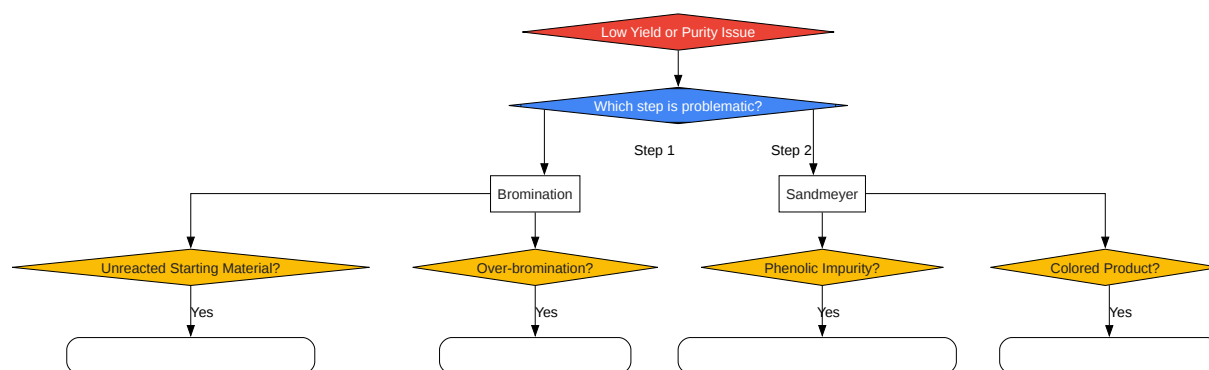 Low Yield or Purity Issue
Which step is problematic?
Step 1
Step 2
Bromination
Sandmeyer
Unreacted Starting Material?
Over-bromination?
Phenolic Impurity?
Colored Product?
Yes
Yes
Yes
Yes